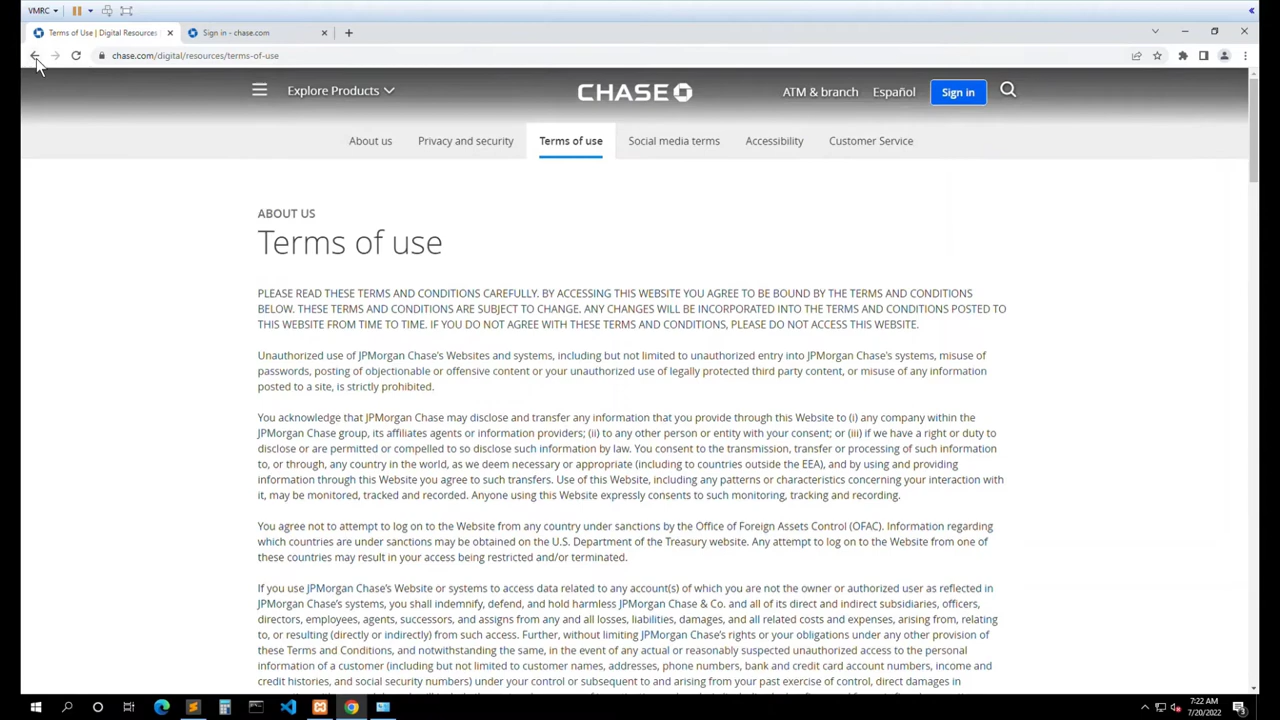 VMRC
Terms of Use | Digital Resources
Sign in - chase.com
chase.com/digital/resources/terms-of-use
Explore Products
CHASE
ATM & branch
Español
Sign in
About us
Privacy and security
Terms of use
Social media terms
Accessibility
Customer Service
ABOUT US
Terms of use
PLEASE READ THESE TERMS AND CONDITIONS CAREFULLY. BY ACCESSING THIS WEBSITE YOU AGREE TO BE BOUND BY THE TERMS AND CONDITIONS
BELOW. THESE TERMS AND CONDITIONS ARE SUBJECT TO CHANGE. ANY CHANGES WILL BE INCORPORATED INTO THE TERMS AND CONDITIONS POSTED TO
THIS WEBSITE FROM TIME TO TIME. IF YOU DO NOT AGREE WITH THESE TERMS AND CONDITIONS, PLEASE DO NOT ACCESS THIS WEBSITE.
Unauthorized use of JPMorgan Chase's Websites and systems, including but not limited to unauthorized entry into JPMorgan Chase's systems, misuse of
passwords, posting of objectionable or offensive content or your unauthorized use of legally protected third party content, or misuse of any information
posted to a site, is strictly prohibited.
You acknowledge that JPMorgan Chase may disclose and transfer any information that you provide through this Website to (i) any company within the
JPMorgan Chase group, its affiliates agents or information providers; (ii) to any other person or entity with your consent; or (iii) if we have a right or duty to
disclose or are permitted or compelled to so disclose such information by law. You consent to the transmission, transfer or processing of such information
to, or through, any country in the world, as we deem necessary or appropriate (including to countries outside the EEA), and by using and providing
information through this Website you agree to such transfers. Use of this Website, including any patterns or characteristics concerning your interaction with
it, may be monitored, tracked and recorded. Anyone using this Website expressly consents to such monitoring, tracking and recording.
You agree not to attempt to log on to the Website from any country under sanctions by the Office of Foreign Assets Control (OFAC). Information regarding
which countries are under sanctions may be obtained on the U.S. Department of the Treasury website. Any attempt to log on to the Website from one of
these countries may result in your access being restricted and/or terminated.
If you use JPMorgan Chase's Website or systems to access data related to any account(s) of which you are not the owner or authorized user as reflected in
JPMorgan Chase's systems, you shall indemnify, defend, and hold harmless JPMorgan Chase & Co. and all of its direct and indirect subsidiaries, officers,
directors, employees, agents, successors, and assigns from any and all losses, liabilities, damages, and all related costs and expenses, arising from, relating
to, or resulting (directly or indirectly) from such access. Further, without limiting JPMorgan Chase's rights or your obligations under any other provision of
these Terms and Conditions, and notwithstanding the same, in the event of any actual or reasonably suspected unauthorized access to the personal
information of a customer (including but not limited to customer names, addresses, phone numbers, bank and credit card account numbers, income and
credit histories, and social security numbers) under your control or subsequent to and arising from your past exercise of control, direct damages in
7:22 AM
7/20/2022